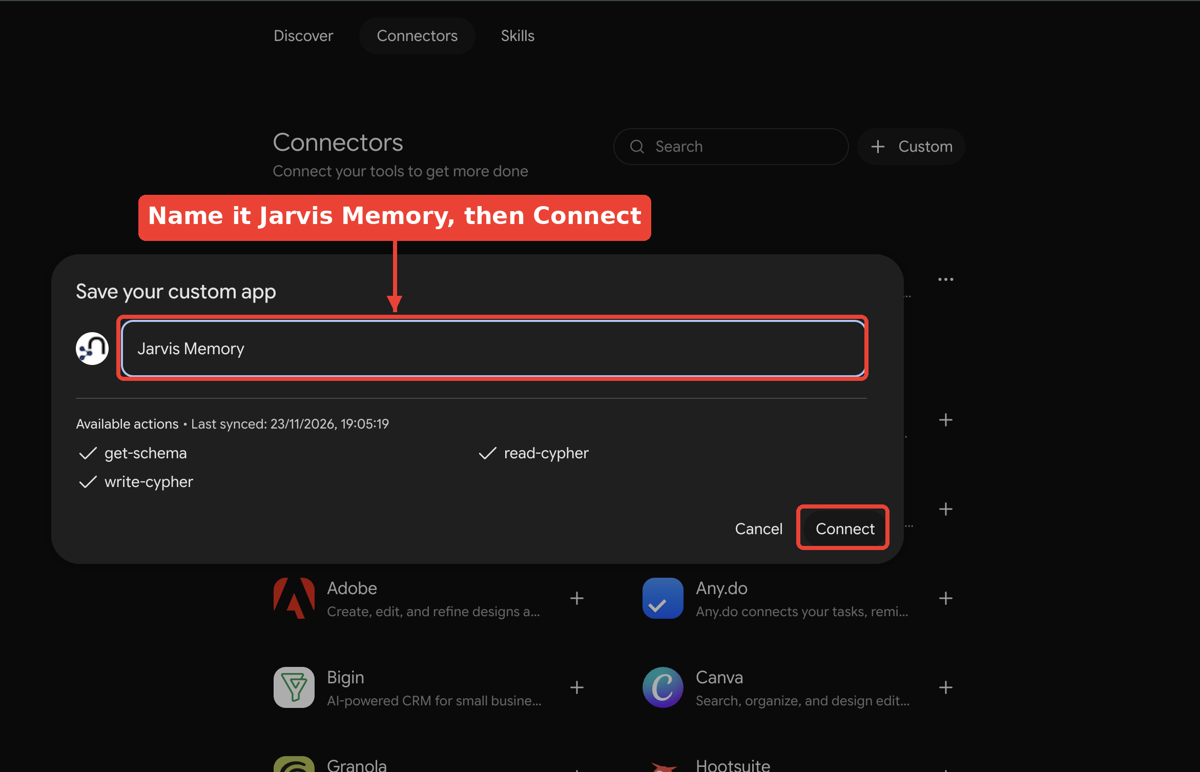 Discover Connectors Skills
Connectors
Search
Custom
Connect your tools to get more done
Name it Jarvis Memory, then Connect
Save your custom app
Jarvis Memory
Available actions • Last synced: 23/11/2026, 19:05:19
get-schema
read-cypher
write-cypher
Cancel
Connect
Adobe
Create, edit, and refine designs a...
Any.do
Any.do connects your tasks, remi...
Bigin
AI-powered CRM for small busine...
Canva
Search, organize, and design edit...
Granola
Hootsuite